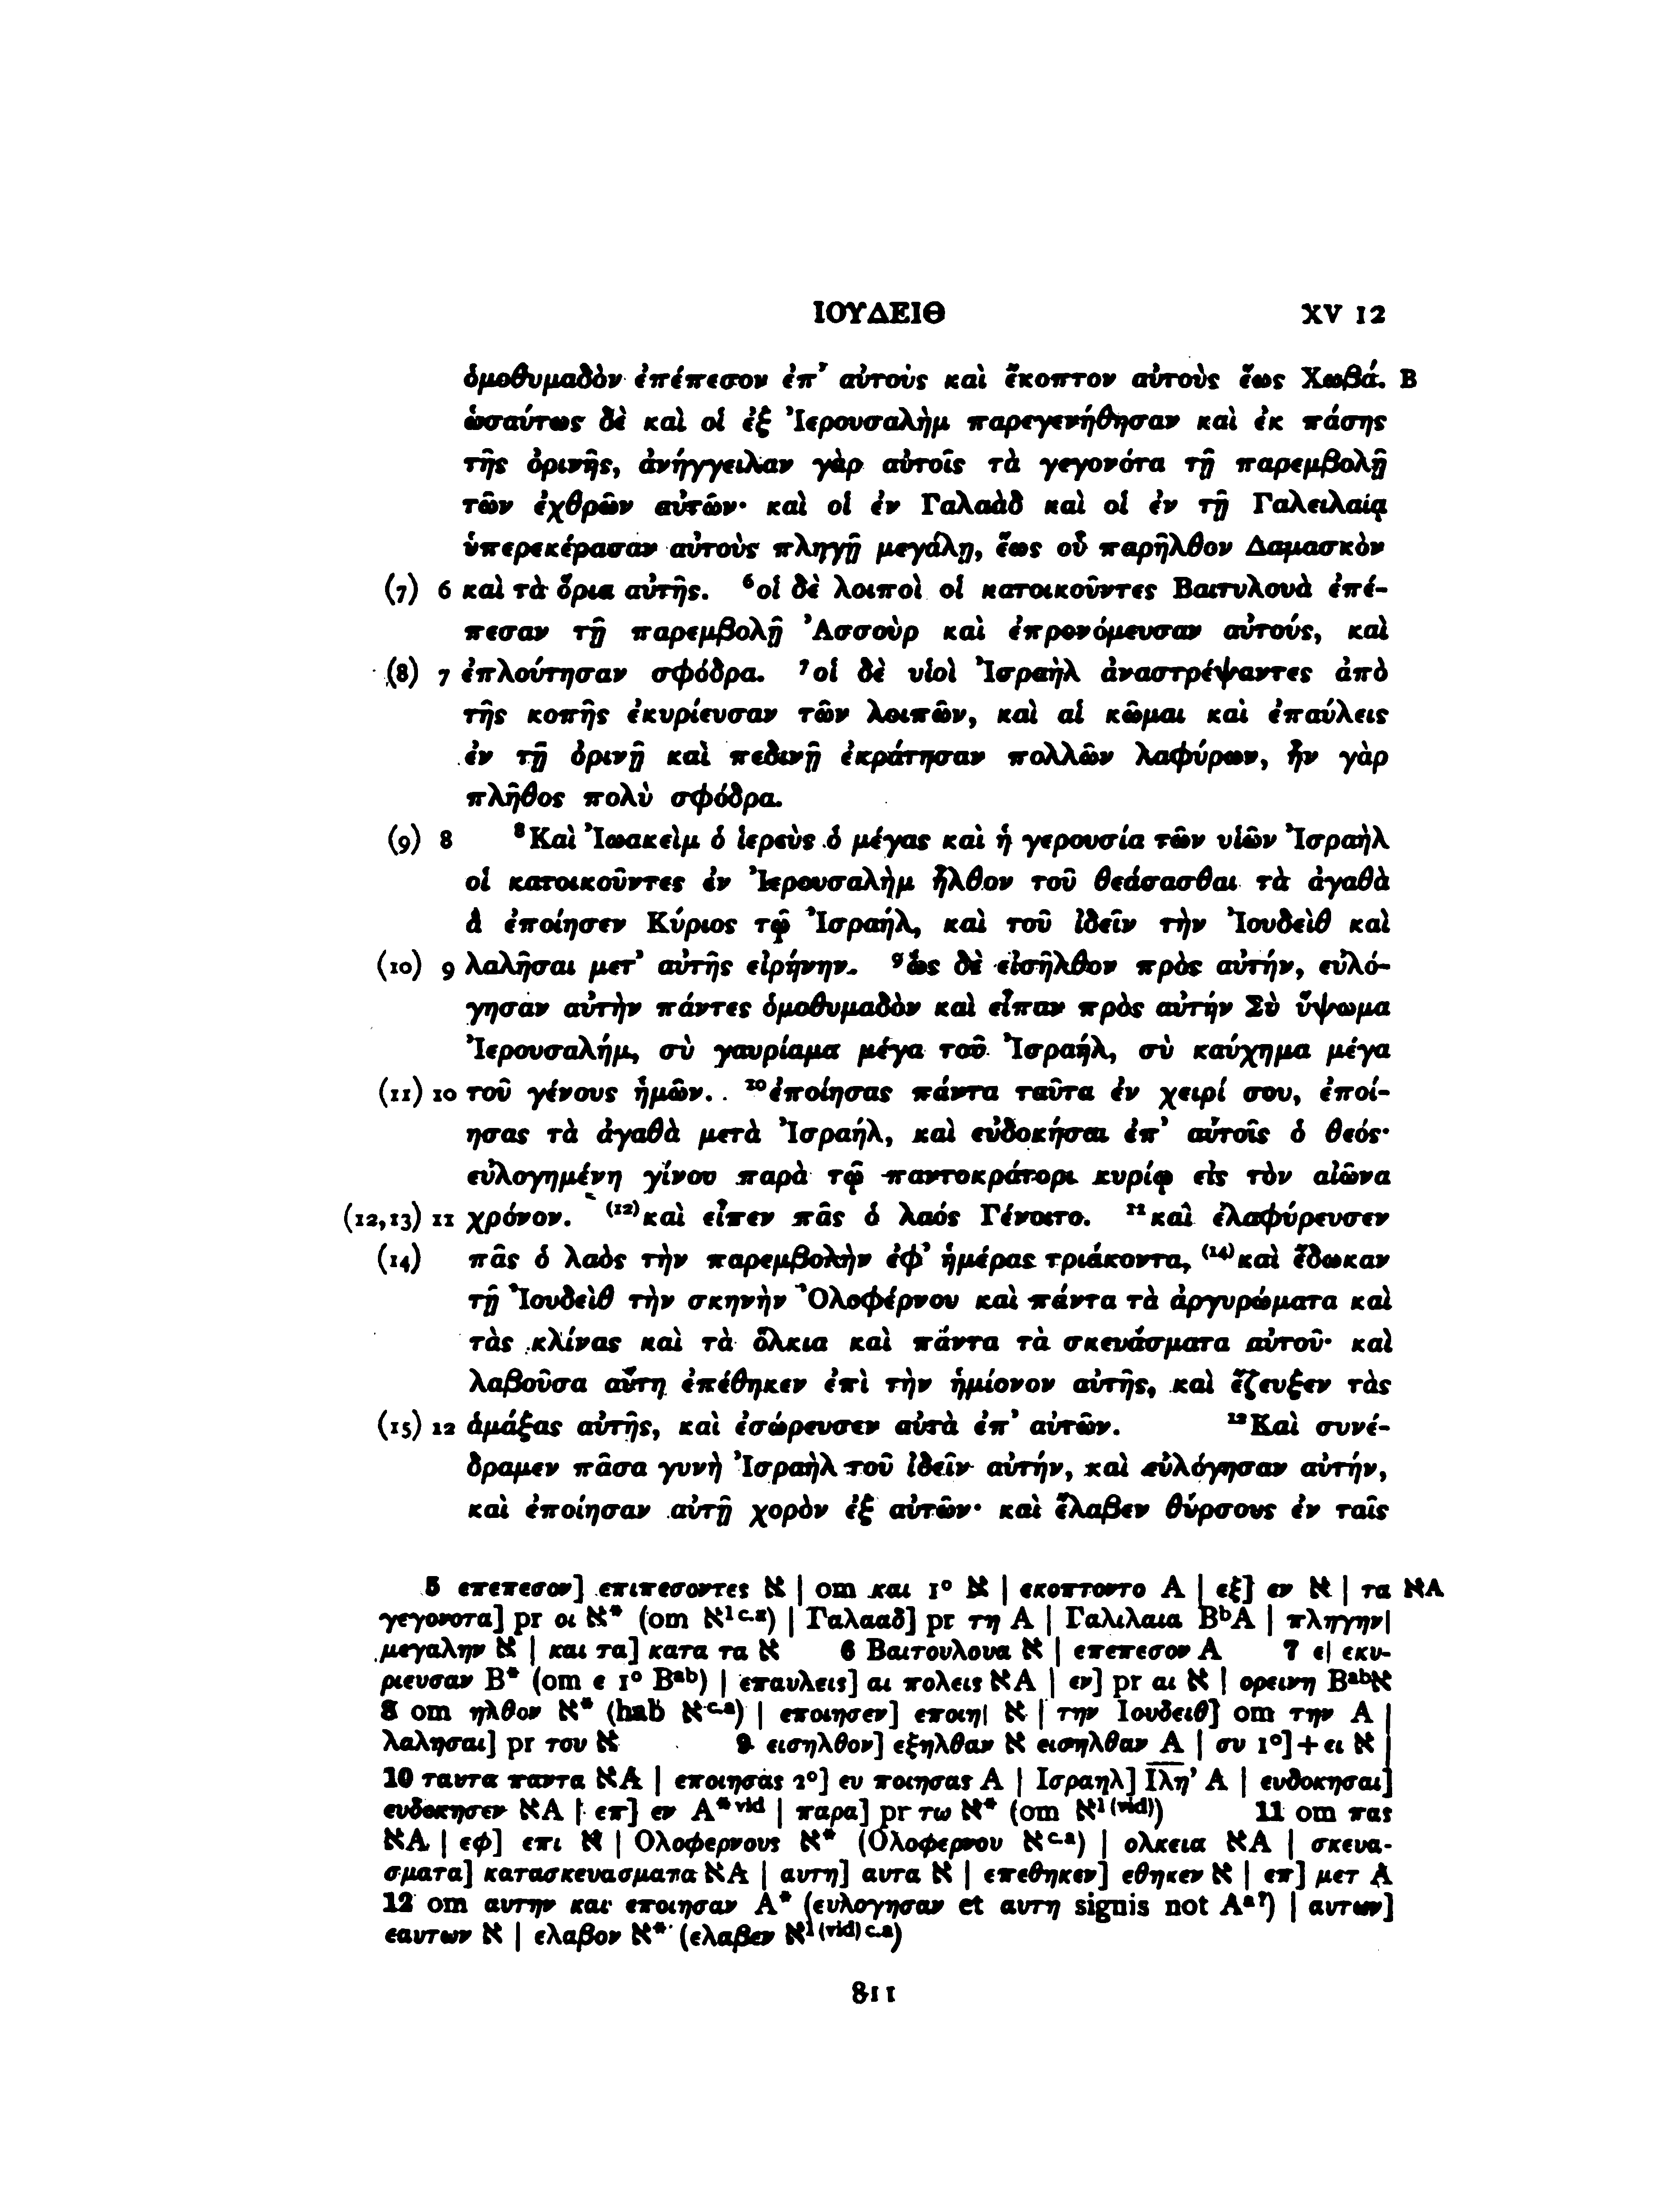 ΙΟΥΔΕΙΘ XV 12
ὁμοθυμαδὸν ἐπέπεσον ἐπ᾽ αὐτοὺς καὶ ἔκοπτον αὐτοὺς ἕως Χωβά. B
ὡσαύτως δὲ καὶ οἱ ἐξ Ἰερουσαλὴμ παρεγενήθησαν καὶ ἐκ πάσης
τῆς ὀρινῆς, ἀνήγγειλαν γὰρ αὐτοῖς τὰ γεγονότα τῇ παρεμβολῇ
τῶν ἐχθρῶν αὐτῶν· καὶ οἱ ἐν Γαλαὰδ καὶ οἱ ἐν τῇ Γαλειλαίᾳ
ὑπερεκέρασαν αὐτοὺς πληγῇ μεγάλῃ, ἕως οὗ παρῆλθον Δαμασκὸν
(7) 6 καὶ τὰ ὅρια αὐτῆς. ⁶οἱ δὲ λοιποὶ οἱ κατοικοῦντες Βαιτυλουὰ ἐπέ-
πεσαν τῇ παρεμβολῇ Ἀσσοὺρ καὶ ἐπρονόμευσαν αὐτούς, καὶ
(8) 7 ἐπλούτησαν σφόδρα. ⁷οἱ δὲ υἱοὶ Ἰσραὴλ ἀναστρέψαντες ἀπὸ
τῆς κοπῆς ἐκυρίευσαν τῶν λοιπῶν, καὶ αἱ κῶμαι καὶ ἐπαύλεις
ἐν τῇ ὀρινῇ καὶ πεδινῇ ἐκράτησαν πολλῶν λαφύρων, ἦν γὰρ
πλῆθος πολὺ σφόδρα.
(9) 8 ⁸Καὶ Ἰωακεὶμ ὁ ἱερεὺς ὁ μέγας καὶ ἡ γερουσία τῶν υἱῶν Ἰσραὴλ
οἱ κατοικοῦντες ἐν Ἰερουσαλὴμ ἦλθον τοῦ θεάσασθαι τὰ ἀγαθὰ
ἃ ἐποίησεν Κύριος τῷ Ἰσραήλ, καὶ τοῦ ἰδεῖν τὴν Ἰουδεὶθ καὶ
(10) 9 λαλῆσαι μετ᾽ αὐτῆς εἰρήνην. ⁹ὡς δὲ εἰσῆλθον πρὸς αὐτήν, εὐλό-
γησαν αὐτὴν πάντες ὁμοθυμαδὸν καὶ εἶπαν πρὸς αὐτήν Σὺ ὕψωμα
Ἰερουσαλήμ, σὺ γαυρίαμα μέγα τοῦ Ἰσραήλ, σὺ καύχημα μέγα
(11) 10 τοῦ γένους ἡμῶν. ¹⁰ἐποίησας πάντα ταῦτα ἐν χειρί σου, ἐποί-
ησας τὰ ἀγαθὰ μετὰ Ἰσραήλ, καὶ εὐδοκήσαι ἐπ᾽ αὐτοῖς ὁ θεός·
εὐλογημένη γίνου παρὰ τῷ παντοκράτορι κυρίῳ εἰς τὸν αἰῶνα
(12,13) 11 χρόνον. ⁽¹²⁾καὶ εἶπεν πᾶς ὁ λαός Γένοιτο. ¹¹καὶ ἐλαφύρευσεν
(14) πᾶς ὁ λαὸς τὴν παρεμβολὴν ἐφ᾽ ἡμέρας τριάκοντα, ⁽¹⁴⁾καὶ ἔδωκαν
τῇ Ἰουδεὶθ τὴν σκηνὴν Ὀλοφέρνου καὶ πάντα τὰ ἀργυρώματα καὶ
τὰς κλίνας καὶ τὰ ὅλκια καὶ πάντα τὰ σκευάσματα αὐτοῦ· καὶ
λαβοῦσα αὕτη ἐπέθηκεν ἐπὶ τὴν ἡμίονον αὐτῆς, καὶ ἔζευξεν τὰς
(15) 12 ἁμάξας αὐτῆς, καὶ ἐσώρευσεν αὐτὰ ἐπ᾽ αὐτῶν. ¹²Καὶ συνέ-
δραμεν πᾶσα γυνὴ Ἰσραὴλ τοῦ ἰδεῖν αὐτήν, καὶ εὐλόγησαν αὐτήν,
καὶ ἐποίησαν αὐτῇ χορὸν ἐξ αὐτῶν· καὶ ἔλαβεν θύρσους ἐν ταῖς
5 επεπεσον] επιπεσοντες ℵ | om και 1° ℵ | εκοπτοντο A | εξ] εν ℵ | τα ℵA
γεγονοτα] pr οι ℵ* (om ℵ1 c.a) | Γαλααδ] pr τη A | Γαλιλαια BᵇA | πληγην|
μεγαλην ℵ | και τα] κατα τα ℵ 6 Βαιτουλουα ℵ | επεπεσον A 7 ε| εκυ-
ριευσαν B* (om ε 1° Bᵃᵇ) | επαυλεις] αι πολεις ℵA | εν] pr αι ℵ | ορεινη Bᵃᵇℵ
8 om ηλθον ℵ* (hab ℵc.a) | εποιησεν] εποιη| ℵ | την Ιουδειθ] om την A |
λαλησαι] pr του ℵ 9 εισηλθον] εξηλθαν ℵ εισηλθαν A | συ 1°]+ει ℵ |
10 ταυτα παντα ℵA | εποιησας 2°] ευ ποιησας A | Ισραηλ] Ιλη’ A | ευδοκησαι]
ευδοκησεν ℵA | επ] εν A*vid | παρα] pr τω ℵ* (om ℵ1 (vid)) 11 om πας
ℵA | εφ] επι ℵ | Ολοφερνους ℵ* (Ολοφερνου ℵc.a) | ολκεια ℵA | σκευα-
σματα] κατασκευασματα ℵA | αυτη] αυτα ℵ | επεθηκεν] εθηκεν ℵ | επ] μετ A
12 om αυτην και εποιησαν A* (ευλογησαν et αυτη signis not Aa?) | αυτων]
εαυτων ℵ | ελαβον ℵ* (ελαβεν ℵ1 (vid) c.a)
811